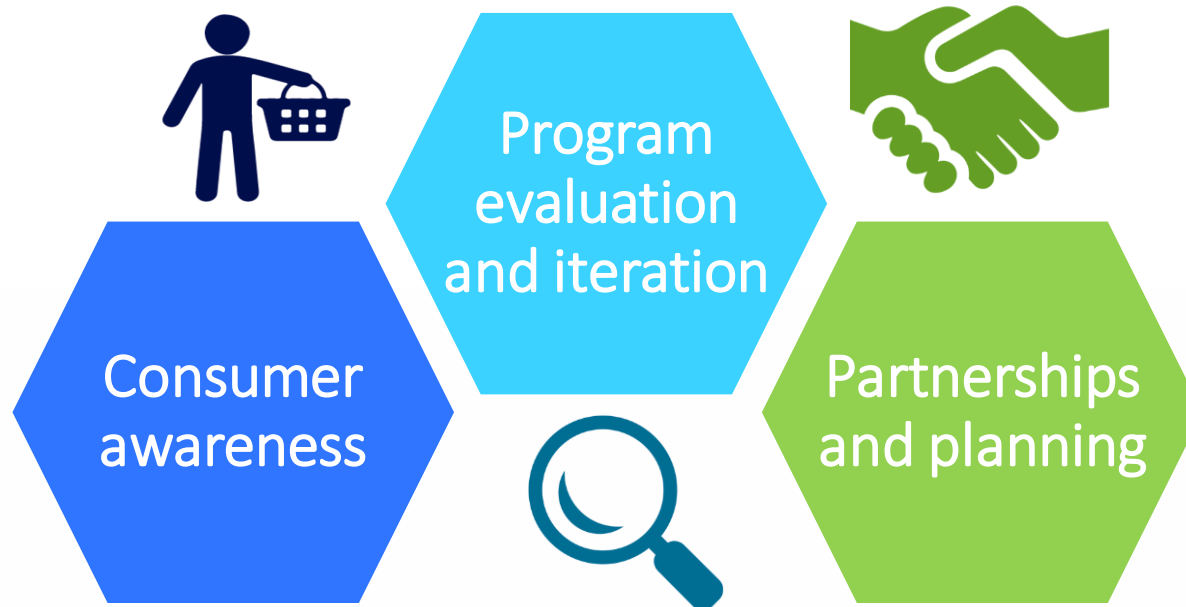 Program
evaluation
and iteration
Consumer
awareness
Partnerships
and planning